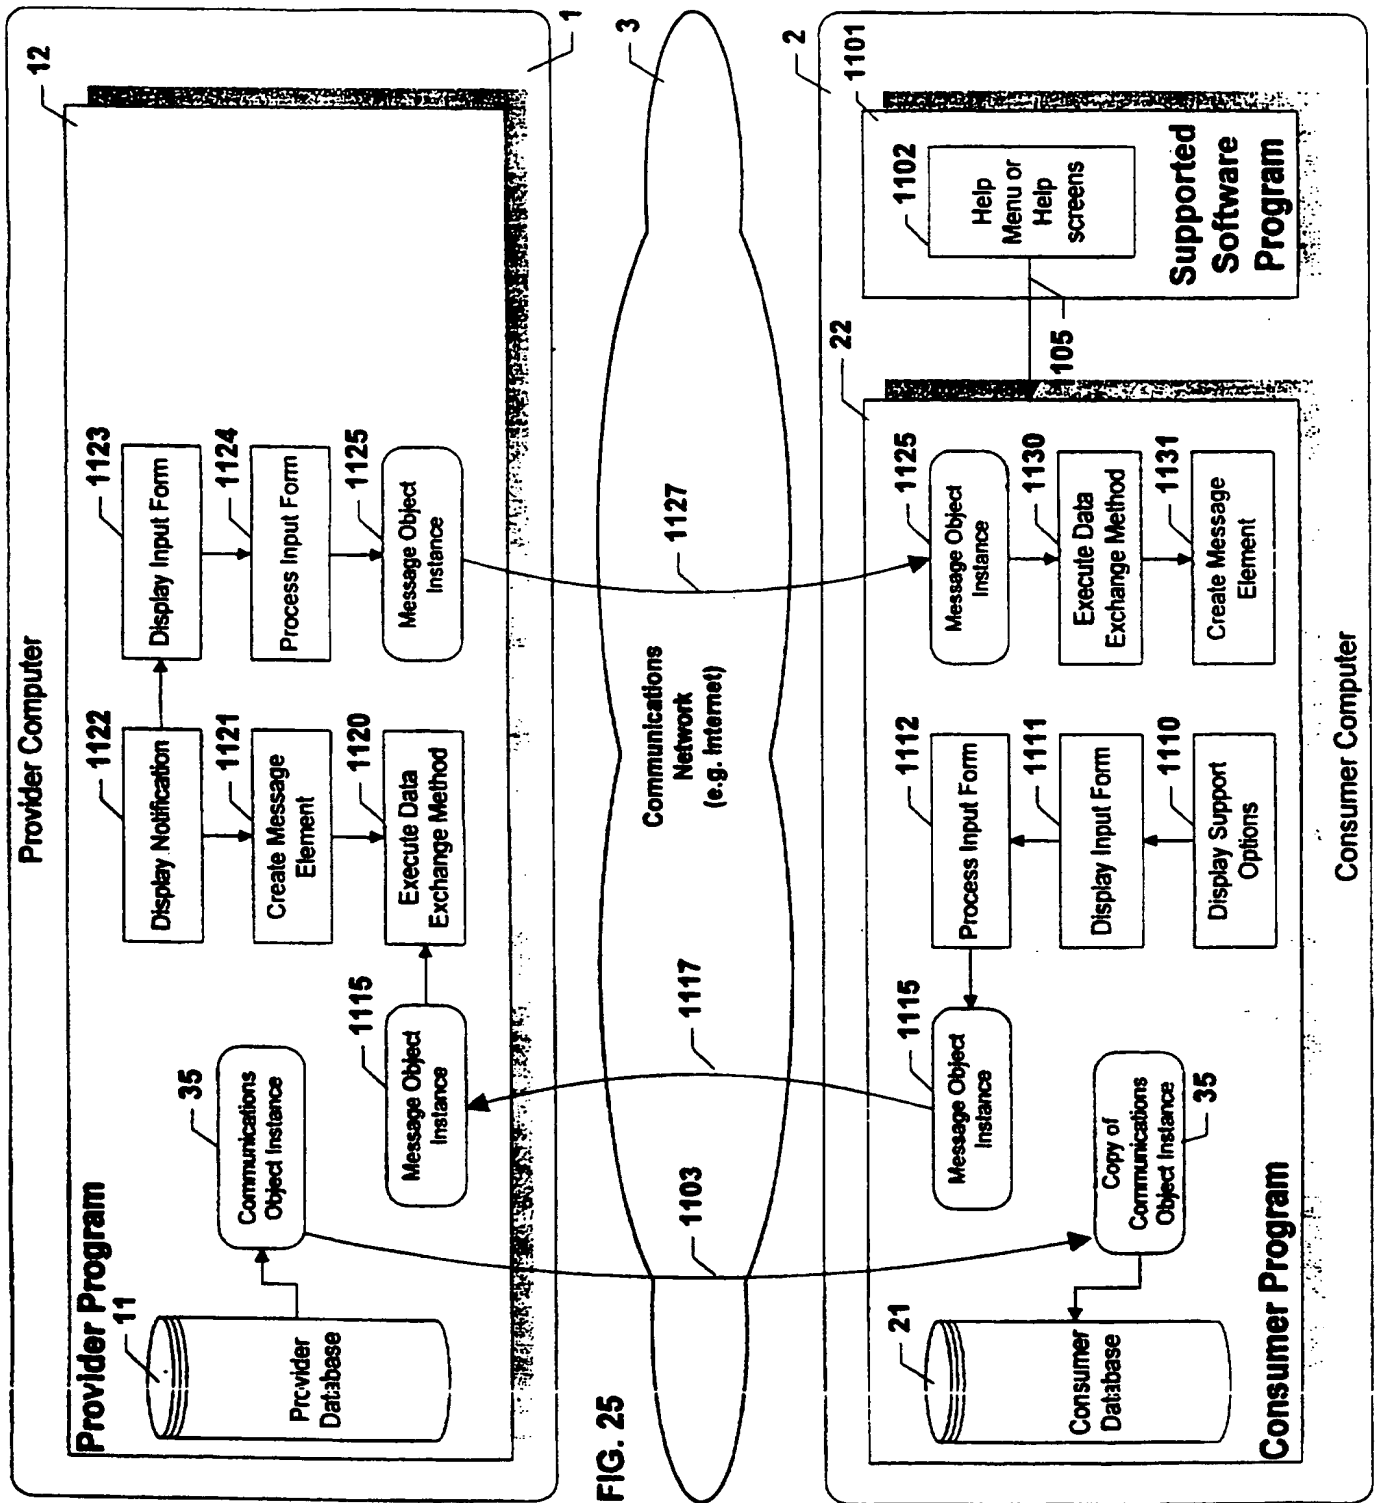 Provider Computer
12
1
Provider Program
11
Provider
Database
35
Communications
Object Instance
1115
Message Object
Instance
1122
Display Notification
1121
Create Message
Element
1120
Execute Data
Exchange Method
1123
Display Input Form
1124
Process Input Form
1125
Message Object
Instance
FIG. 25
3
1103
1117
Communications
Network
(e.g. Internet)
1127
2
22
21
Consumer
Database
Consumer Program
Copy of
Communications
Object Instance
35
1115
Message Object
Instance
1112
Process Input Form
1111
Display Input Form
1110
Display Support
Options
1125
Message Object
Instance
1130
Execute Data
Exchange Method
1131
Create Message
Element
105
1101
1102
Help
Menu or
Help
screens
Supported
Software
Program
Consumer Computer